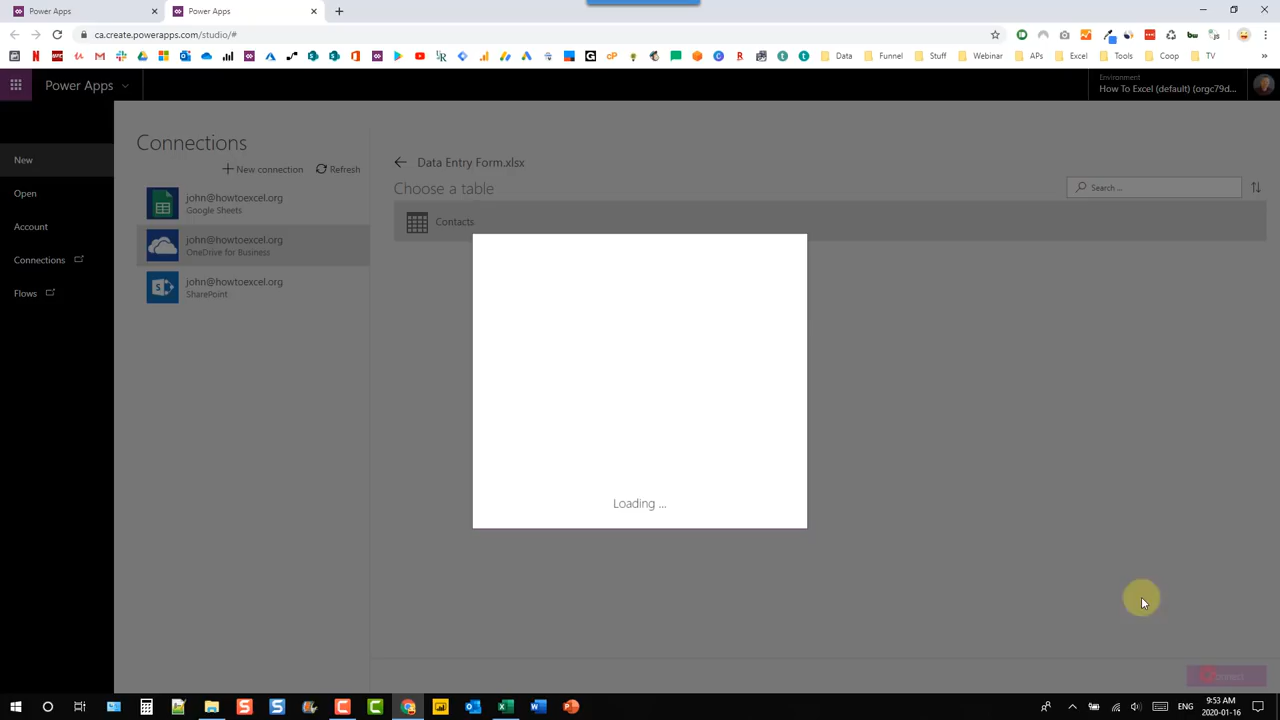 Power Apps
Power Apps
ca.create.powerapps.com/studio/#
Data
Funnel
Stuff
Webinar
APs
Excel
Tools
Coop
TV
Power Apps
Environment
How To Excel (default) (orgc79d...
New
Open
Account
Connections
Flows
Connections
New connection
Refresh
john@howtoexcel.org
Google Sheets
john@howtoexcel.org
OneDrive for Business
john@howtoexcel.org
SharePoint
Data Entry Form.xlsx
Choose a table
Search ...
Contacts
Loading ...
Connect
ENG
9:53 AM
2020-01-16